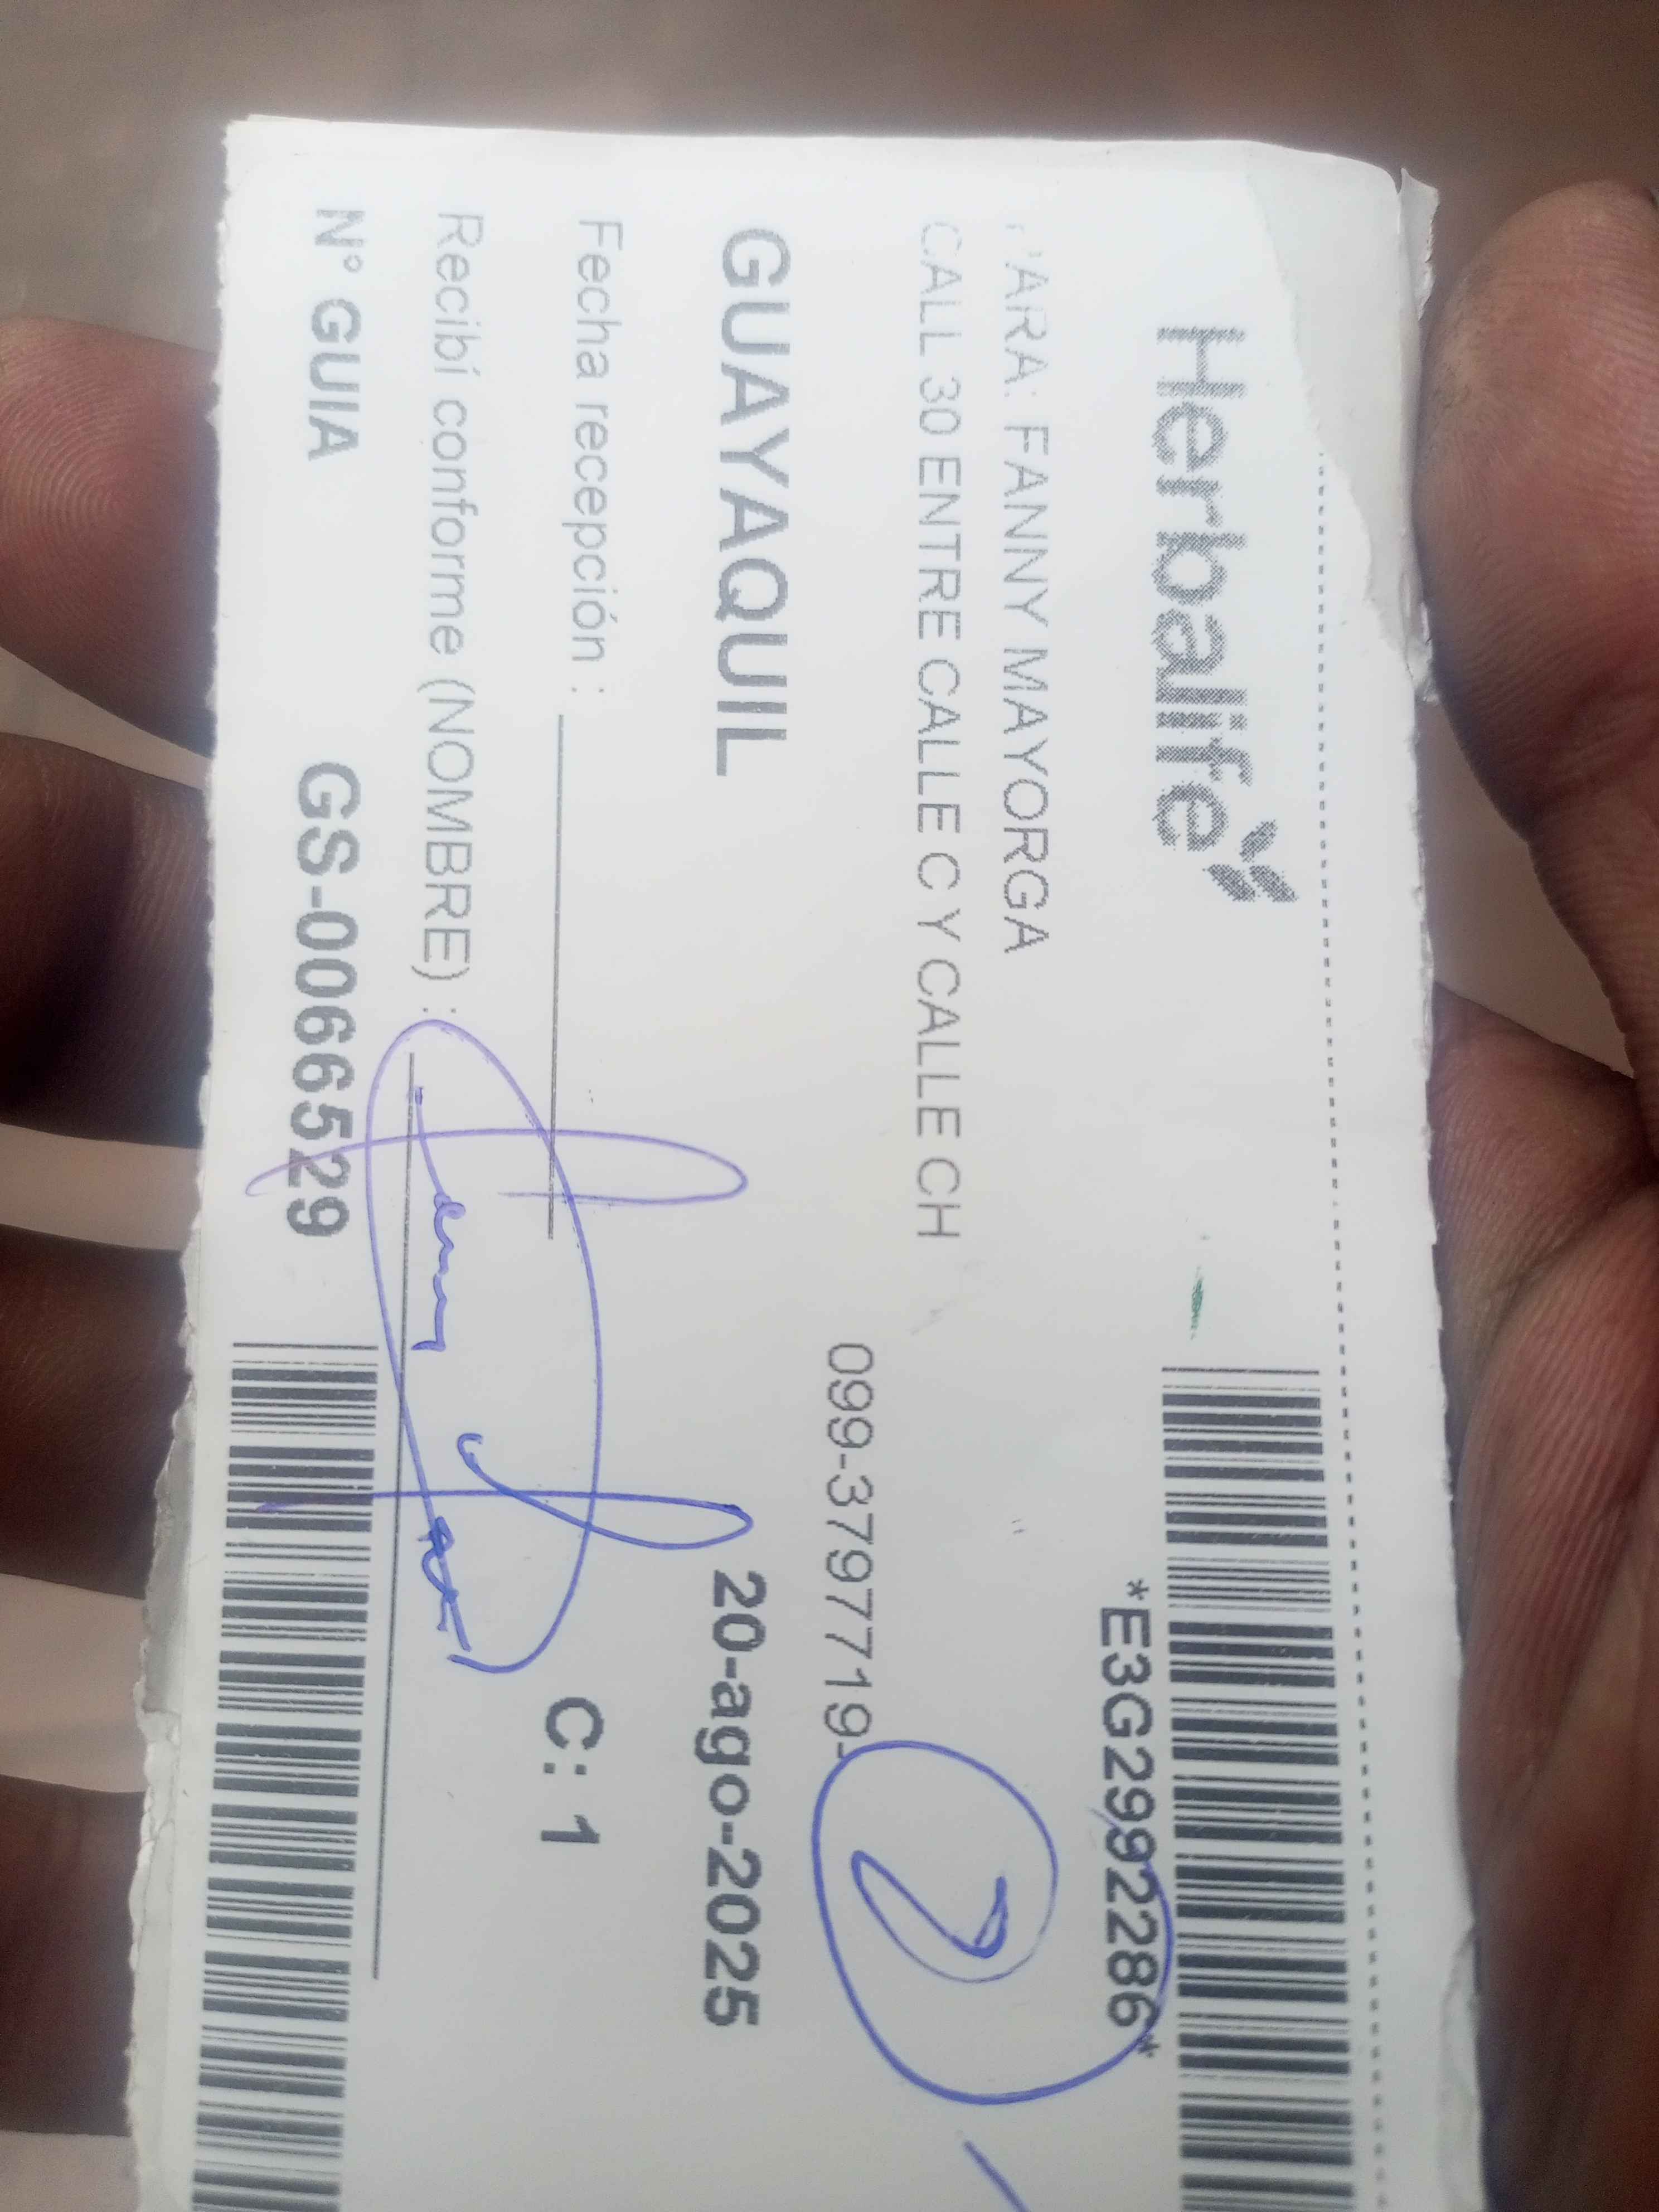 Herbalife
*E3G2992286*
PARA: FANNY MAYORGA
CALL 30 ENTRE CALLE C Y CALLE CH
099-3797719-
GUAYAQUIL
20-ago-2025
Fecha recepción :
C: 1
Recibí conforme (NOMBRE) :
N° GUIA GS-0066529